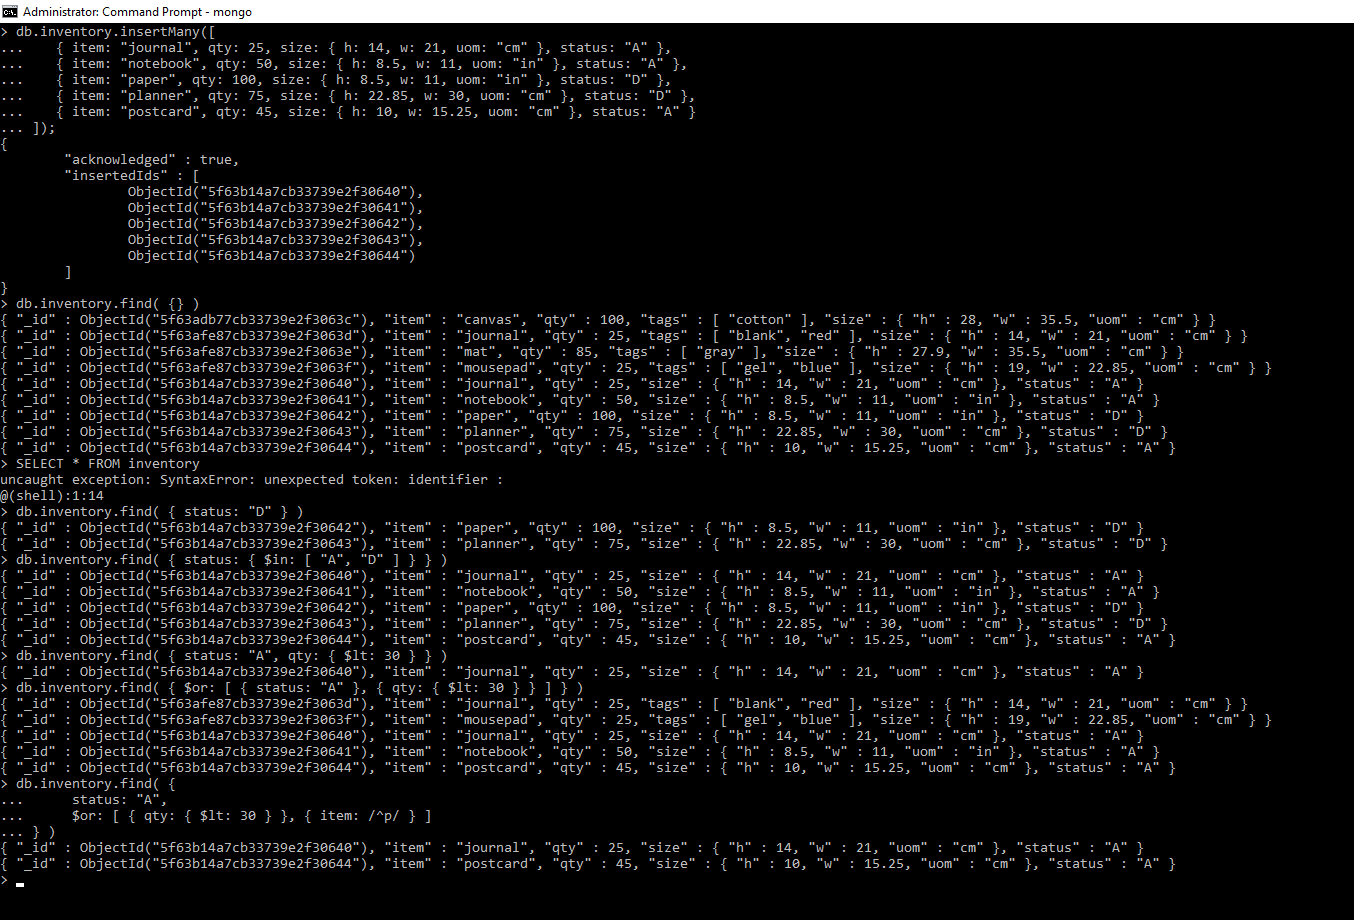 Administrator: Command Prompt - mongo
> db.inventory.insertMany([
...    { item: "journal", qty: 25, size: { h: 14, w: 21, uom: "cm" }, status: "A" },
...    { item: "notebook", qty: 50, size: { h: 8.5, w: 11, uom: "in" }, status: "A" },
...    { item: "paper", qty: 100, size: { h: 8.5, w: 11, uom: "in" }, status: "D" },
...    { item: "planner", qty: 75, size: { h: 22.85, w: 30, uom: "cm" }, status: "D" },
...    { item: "postcard", qty: 45, size: { h: 10, w: 15.25, uom: "cm" }, status: "A" }
... ]);
{
        "acknowledged" : true,
        "insertedIds" : [
                ObjectId("5f63b14a7cb33739e2f30640"),
                ObjectId("5f63b14a7cb33739e2f30641"),
                ObjectId("5f63b14a7cb33739e2f30642"),
                ObjectId("5f63b14a7cb33739e2f30643"),
                ObjectId("5f63b14a7cb33739e2f30644")
        ]
}
> db.inventory.find( {} )
{ "_id" : ObjectId("5f63adb77cb33739e2f3063c"), "item" : "canvas", "qty" : 100, "tags" : [ "cotton" ], "size" : { "h" : 28, "w" : 35.5, "uom" : "cm" } }
{ "_id" : ObjectId("5f63afe87cb33739e2f3063d"), "item" : "journal", "qty" : 25, "tags" : [ "blank", "red" ], "size" : { "h" : 14, "w" : 21, "uom" : "cm" } }
{ "_id" : ObjectId("5f63afe87cb33739e2f3063e"), "item" : "mat", "qty" : 85, "tags" : [ "gray" ], "size" : { "h" : 27.9, "w" : 35.5, "uom" : "cm" } }
{ "_id" : ObjectId("5f63afe87cb33739e2f3063f"), "item" : "mousepad", "qty" : 25, "tags" : [ "gel", "blue" ], "size" : { "h" : 19, "w" : 22.85, "uom" : "cm" } }
{ "_id" : ObjectId("5f63b14a7cb33739e2f30640"), "item" : "journal", "qty" : 25, "size" : { "h" : 14, "w" : 21, "uom" : "cm" }, "status" : "A" }
{ "_id" : ObjectId("5f63b14a7cb33739e2f30641"), "item" : "notebook", "qty" : 50, "size" : { "h" : 8.5, "w" : 11, "uom" : "in" }, "status" : "A" }
{ "_id" : ObjectId("5f63b14a7cb33739e2f30642"), "item" : "paper", "qty" : 100, "size" : { "h" : 8.5, "w" : 11, "uom" : "in" }, "status" : "D" }
{ "_id" : ObjectId("5f63b14a7cb33739e2f30643"), "item" : "planner", "qty" : 75, "size" : { "h" : 22.85, "w" : 30, "uom" : "cm" }, "status" : "D" }
{ "_id" : ObjectId("5f63b14a7cb33739e2f30644"), "item" : "postcard", "qty" : 45, "size" : { "h" : 10, "w" : 15.25, "uom" : "cm" }, "status" : "A" }
> SELECT * FROM inventory
uncaught exception: SyntaxError: unexpected token: identifier :
@(shell):1:14
> db.inventory.find( { status: "D" } )
{ "_id" : ObjectId("5f63b14a7cb33739e2f30642"), "item" : "paper", "qty" : 100, "size" : { "h" : 8.5, "w" : 11, "uom" : "in" }, "status" : "D" }
{ "_id" : ObjectId("5f63b14a7cb33739e2f30643"), "item" : "planner", "qty" : 75, "size" : { "h" : 22.85, "w" : 30, "uom" : "cm" }, "status" : "D" }
> db.inventory.find( { status: { $in: [ "A", "D" ] } } )
{ "_id" : ObjectId("5f63b14a7cb33739e2f30640"), "item" : "journal", "qty" : 25, "size" : { "h" : 14, "w" : 21, "uom" : "cm" }, "status" : "A" }
{ "_id" : ObjectId("5f63b14a7cb33739e2f30641"), "item" : "notebook", "qty" : 50, "size" : { "h" : 8.5, "w" : 11, "uom" : "in" }, "status" : "A" }
{ "_id" : ObjectId("5f63b14a7cb33739e2f30642"), "item" : "paper", "qty" : 100, "size" : { "h" : 8.5, "w" : 11, "uom" : "in" }, "status" : "D" }
{ "_id" : ObjectId("5f63b14a7cb33739e2f30643"), "item" : "planner", "qty" : 75, "size" : { "h" : 22.85, "w" : 30, "uom" : "cm" }, "status" : "D" }
{ "_id" : ObjectId("5f63b14a7cb33739e2f30644"), "item" : "postcard", "qty" : 45, "size" : { "h" : 10, "w" : 15.25, "uom" : "cm" }, "status" : "A" }
> db.inventory.find( { status: "A", qty: { $lt: 30 } } )
{ "_id" : ObjectId("5f63b14a7cb33739e2f30640"), "item" : "journal", "qty" : 25, "size" : { "h" : 14, "w" : 21, "uom" : "cm" }, "status" : "A" }
> db.inventory.find( { $or: [ { status: "A" }, { qty: { $lt: 30 } } ] } )
{ "_id" : ObjectId("5f63afe87cb33739e2f3063d"), "item" : "journal", "qty" : 25, "tags" : [ "blank", "red" ], "size" : { "h" : 14, "w" : 21, "uom" : "cm" } }
{ "_id" : ObjectId("5f63afe87cb33739e2f3063f"), "item" : "mousepad", "qty" : 25, "tags" : [ "gel", "blue" ], "size" : { "h" : 19, "w" : 22.85, "uom" : "cm" } }
{ "_id" : ObjectId("5f63b14a7cb33739e2f30640"), "item" : "journal", "qty" : 25, "size" : { "h" : 14, "w" : 21, "uom" : "cm" }, "status" : "A" }
{ "_id" : ObjectId("5f63b14a7cb33739e2f30641"), "item" : "notebook", "qty" : 50, "size" : { "h" : 8.5, "w" : 11, "uom" : "in" }, "status" : "A" }
{ "_id" : ObjectId("5f63b14a7cb33739e2f30644"), "item" : "postcard", "qty" : 45, "size" : { "h" : 10, "w" : 15.25, "uom" : "cm" }, "status" : "A" }
> db.inventory.find( {
...      status: "A",
...      $or: [ { qty: { $lt: 30 } }, { item: /^p/ } ]
... } )
{ "_id" : ObjectId("5f63b14a7cb33739e2f30640"), "item" : "journal", "qty" : 25, "size" : { "h" : 14, "w" : 21, "uom" : "cm" }, "status" : "A" }
{ "_id" : ObjectId("5f63b14a7cb33739e2f30644"), "item" : "postcard", "qty" : 45, "size" : { "h" : 10, "w" : 15.25, "uom" : "cm" }, "status" : "A" }
>